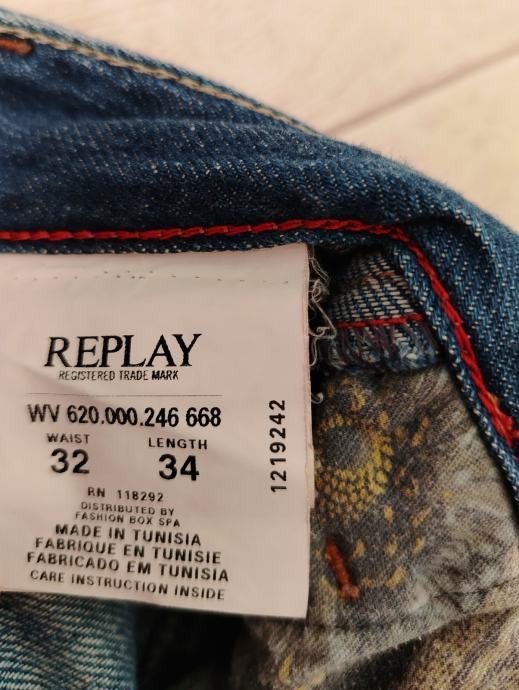 REPLAY
REGISTERED TRADE MARK
WV 620.000.246 668
WAIST LENGTH
32 34
RN 118292
DISTRIBUTED BY
FASHION BOX SPA
MADE IN TUNISIA
FABRIQUE EN TUNISIE
FABRICADO EM TUNISIA
CARE INSTRUCTION INSIDE
1219242